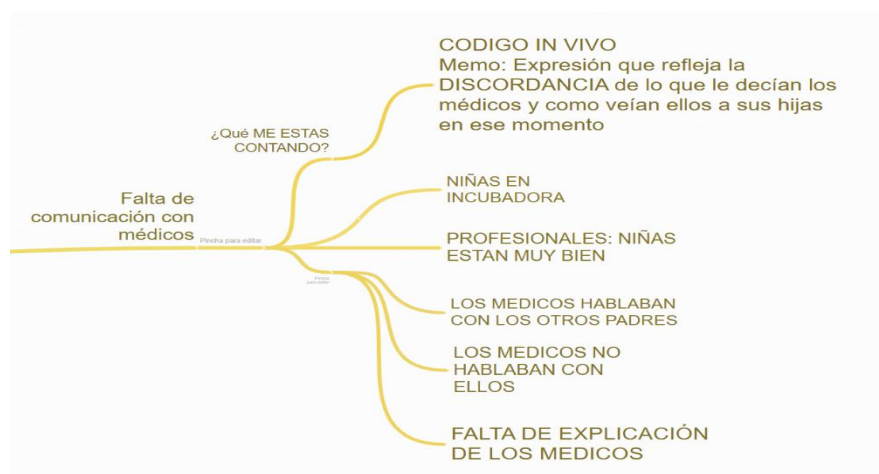 CODIGO IN VIVO
Memo: Expresión que refleja la
DISCORDANCIA de lo que le decían los
médicos y como veían ellos a sus hijas
en ese momento
¿Qué ME ESTAS
CONTANDO?
NIÑAS EN
INCUBADORA
Falta de
comunicación con
médicos
Pincha para editar
PROFESIONALES: NIÑAS
ESTAN MUY BIEN
Pincha
para editar
LOS MEDICOS HABLABAN
CON LOS OTROS PADRES
LOS MEDICOS NO
HABLABAN CON
ELLOS
FALTA DE EXPLICACIÓN
DE LOS MEDICOS